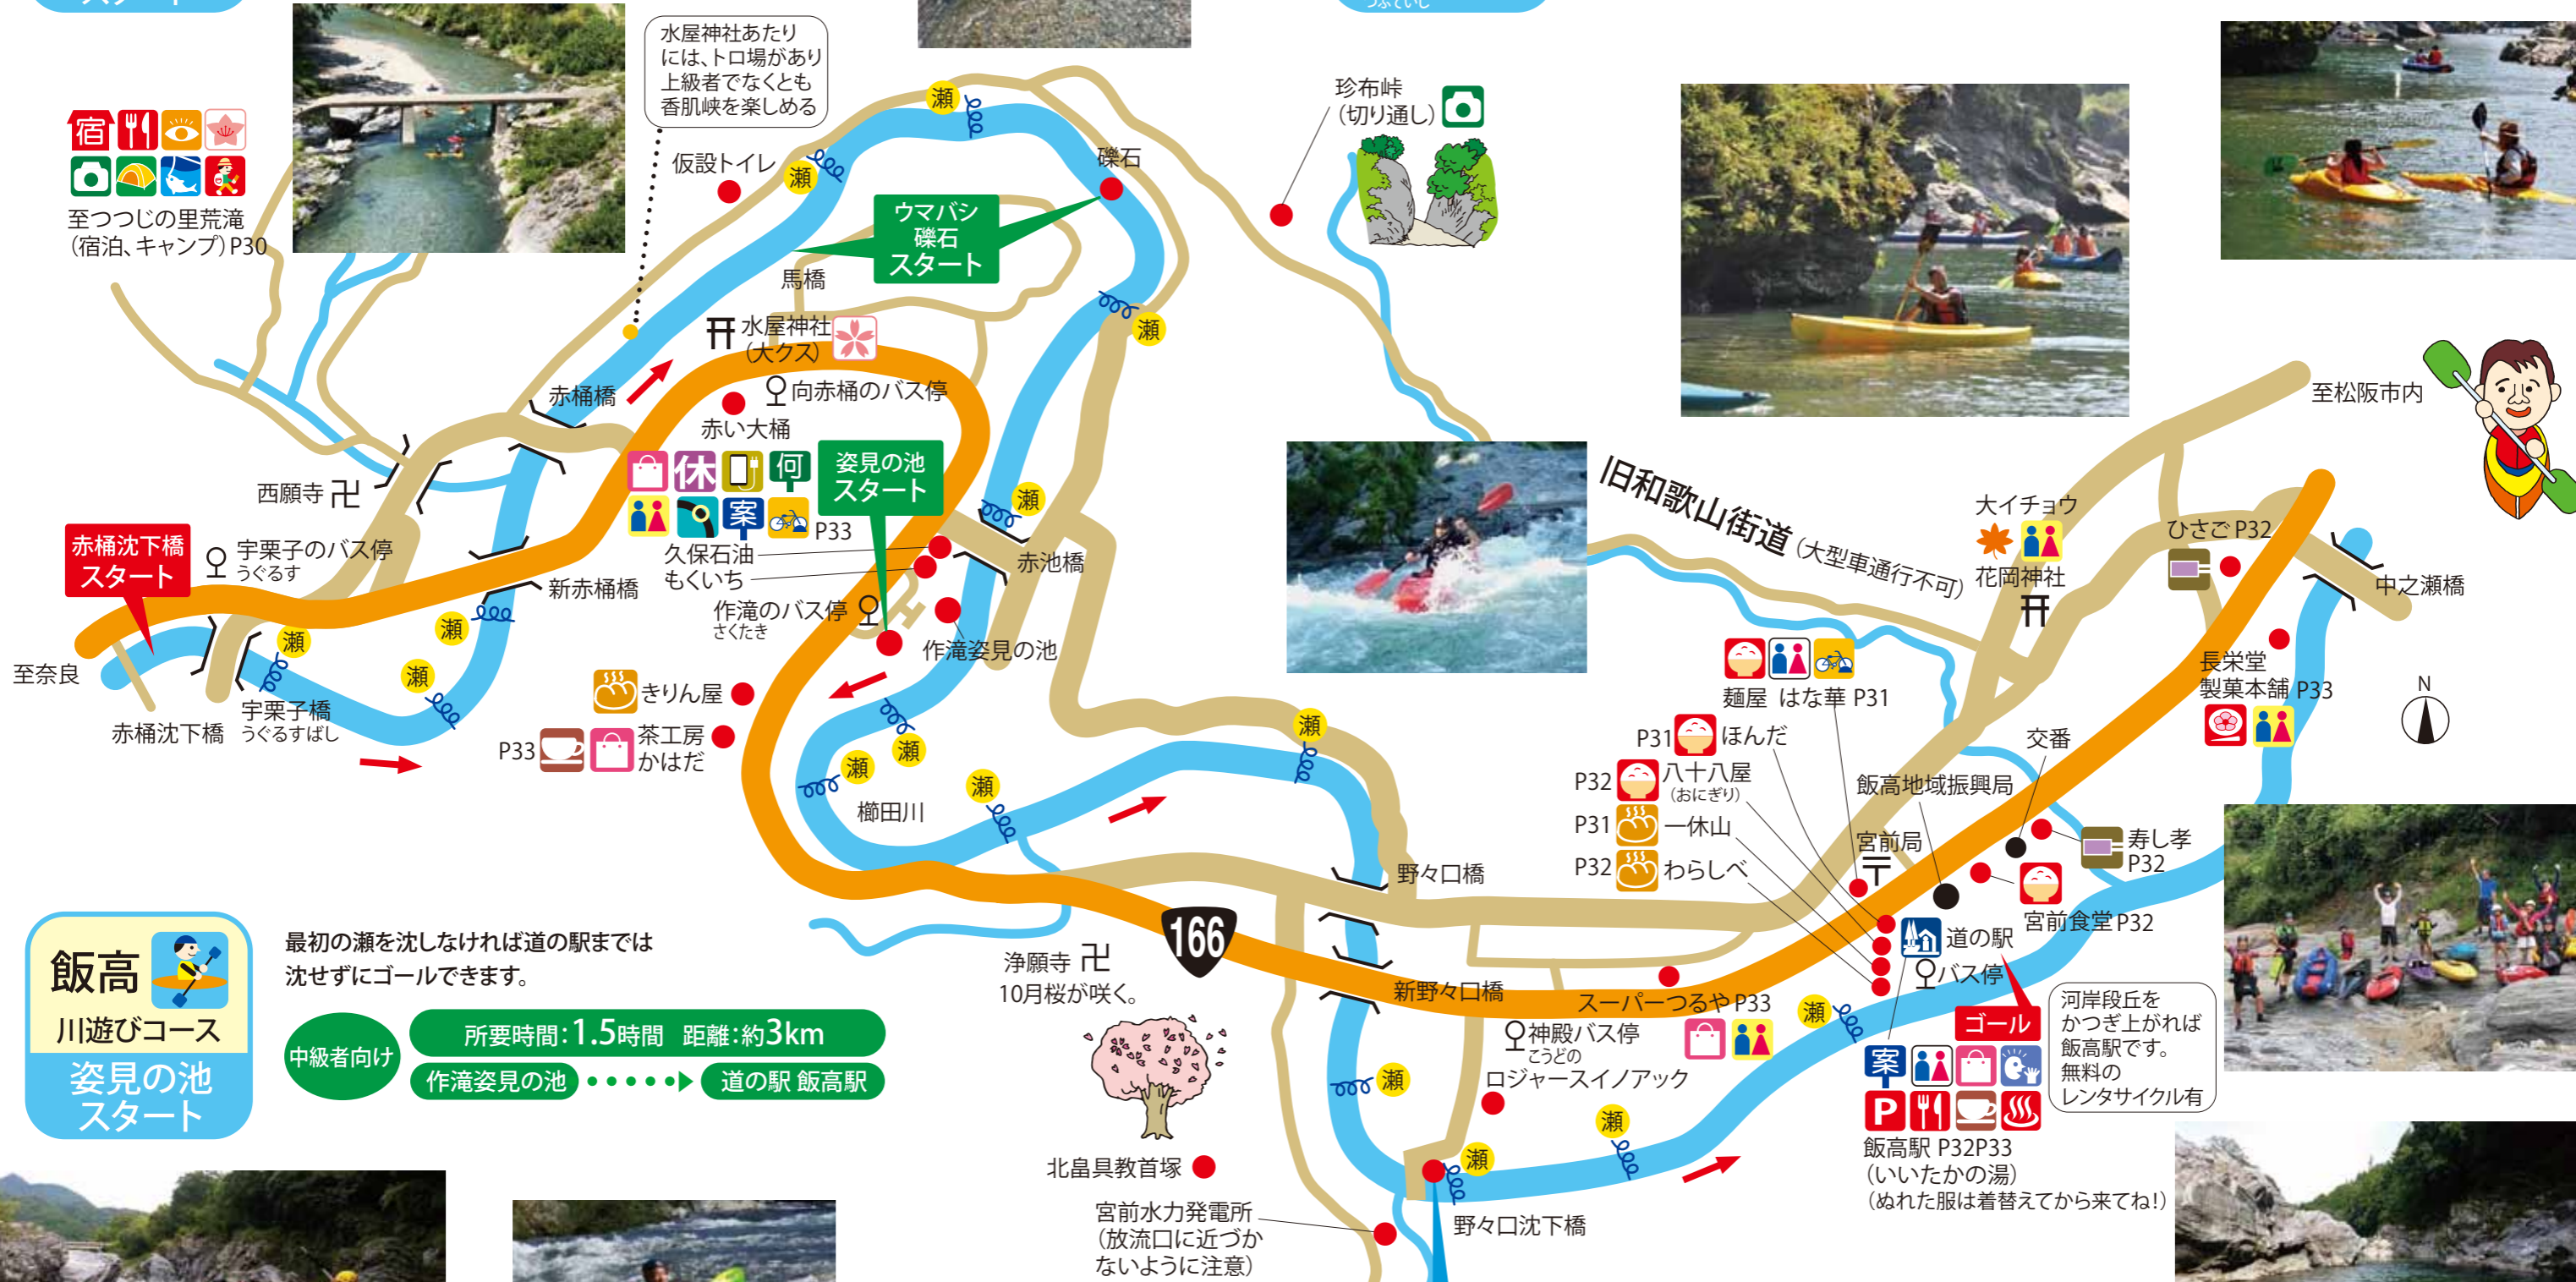 水屋神社あたり
には、トロ場があり
上級者でなくとも
香肌峡を楽しめる
宿
至つつじの里荒滝
（宿泊、キャンプ）P30
仮設トイレ
瀬
瀬
礫石
ウマバシ
礫石
スタート
馬橋
瀬
珍布峠
（切り通し）
水屋神社
（大クス）
向赤桶のバス停
赤い大桶
赤桶橋
西願寺 卍
赤桶沈下橋
スタート
宇栗子のバス停
うぐるす
新赤桶橋
瀬
瀬
瀬
至奈良
赤桶沈下橋
宇栗子橋
うぐるすばし
休
何
案
P33
姿見の池
スタート
久保石油
もくいち
作滝のバス停
さくたき
作滝姿見の池
瀬
赤池橋
きりん屋
P33
茶工房
かはだ
瀬
瀬
櫛田川
瀬
瀬
旧和歌山街道（大型車通行不可）
大イチョウ
花岡神社
ひさご P32
至松阪市内
中之瀬橋
長栄堂
製菓本舗 P33
N
麺屋 はな華 P31
P31 ほんだ
P32 八十八屋
（おにぎり）
P31 一休山
P32 わらしべ
交番
飯高地域振興局
宮前局
〒
寿し孝
P32
宮前食堂 P32
道の駅
バス停
ゴール
河岸段丘を
かつぎ上がれば
飯高駅です。
無料の
レンタサイクル有
案
P
飯高駅 P32P33
（いいたかの湯）
（ぬれた服は着替えてから来てね！）
野々口橋
新野々口橋
166
浄願寺 卍
10月桜が咲く。
スーパーつるや P33
神殿バス停
こうどの
ロジャースイノアック
瀬
瀬
瀬
瀬
野々口沈下橋
北畠具教首塚
宮前水力発電所
（放流口に近づか
ないように注意）
飯高
川遊びコース
姿見の池
スタート
最初の瀬を沈しなければ道の駅までは
沈せずにゴールできます。
中級者向け
所要時間：1.5時間 距離：約3km
作滝姿見の池 道の駅 飯高駅